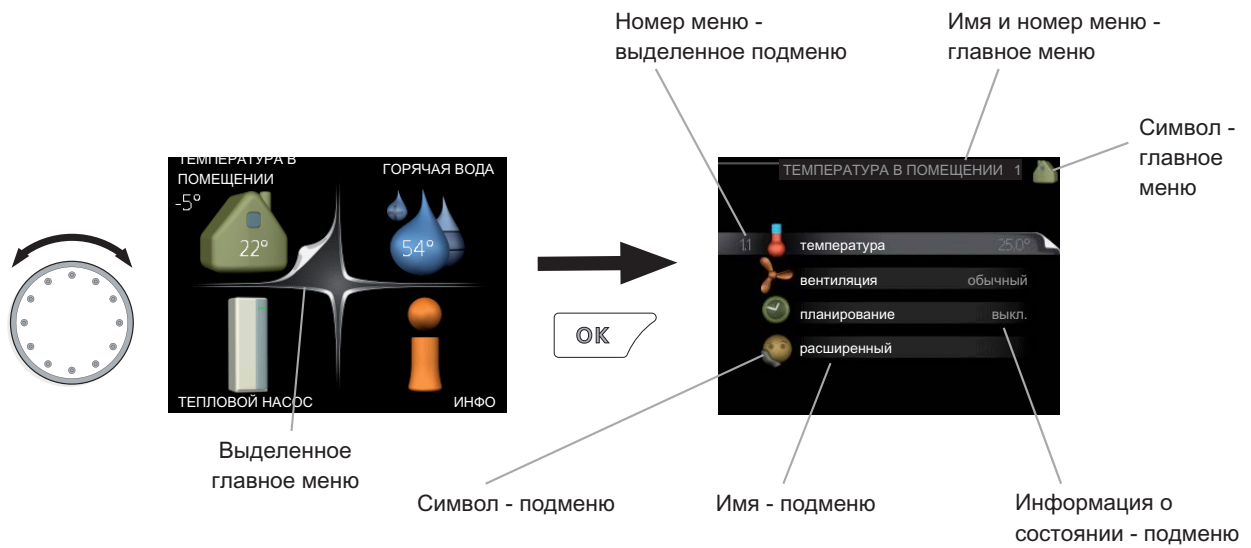 Номер меню -
выделенное подменю
Имя и номер меню -
главное меню
Символ -
главное
меню
ТЕМПЕРАТУРА В
ПОМЕЩЕНИИ
ГОРЯЧАЯ ВОДА
-5°
22°
54°
ТЕПЛОВОЙ НАСОС
ИНФО
OK
ТЕМПЕРАТУРА В ПОМЕЩЕНИИ 1
1.1 температура 25.0°
вентиляция обычный
планирование выкл.
расширенный
Выделенное
главное меню
Символ - подменю
Имя - подменю
Информация о
состоянии - подменю